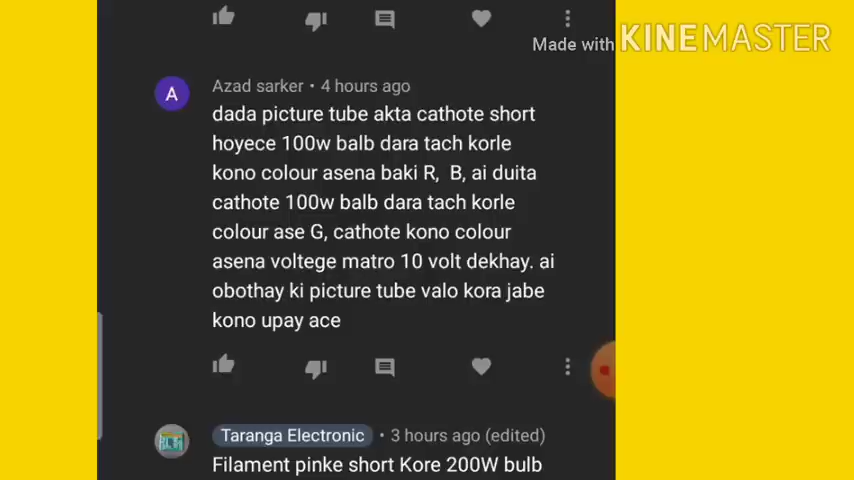 Made with KINEMASTER
Azad sarker • 4 hours ago
A
dada picture tube akta cathote short
hoyece 100w balb dara tach korle
kono colour asena baki R, B, ai duita
cathote 100w balb dara tach korle
colour ase G, cathote kono colour
asena voltege matro 10 volt dekhay. ai
obothay ki picture tube valo kora jabe
kono upay ace
Taranga Electronic • 3 hours ago (edited)
Filament pinke short Kore 200W bulb